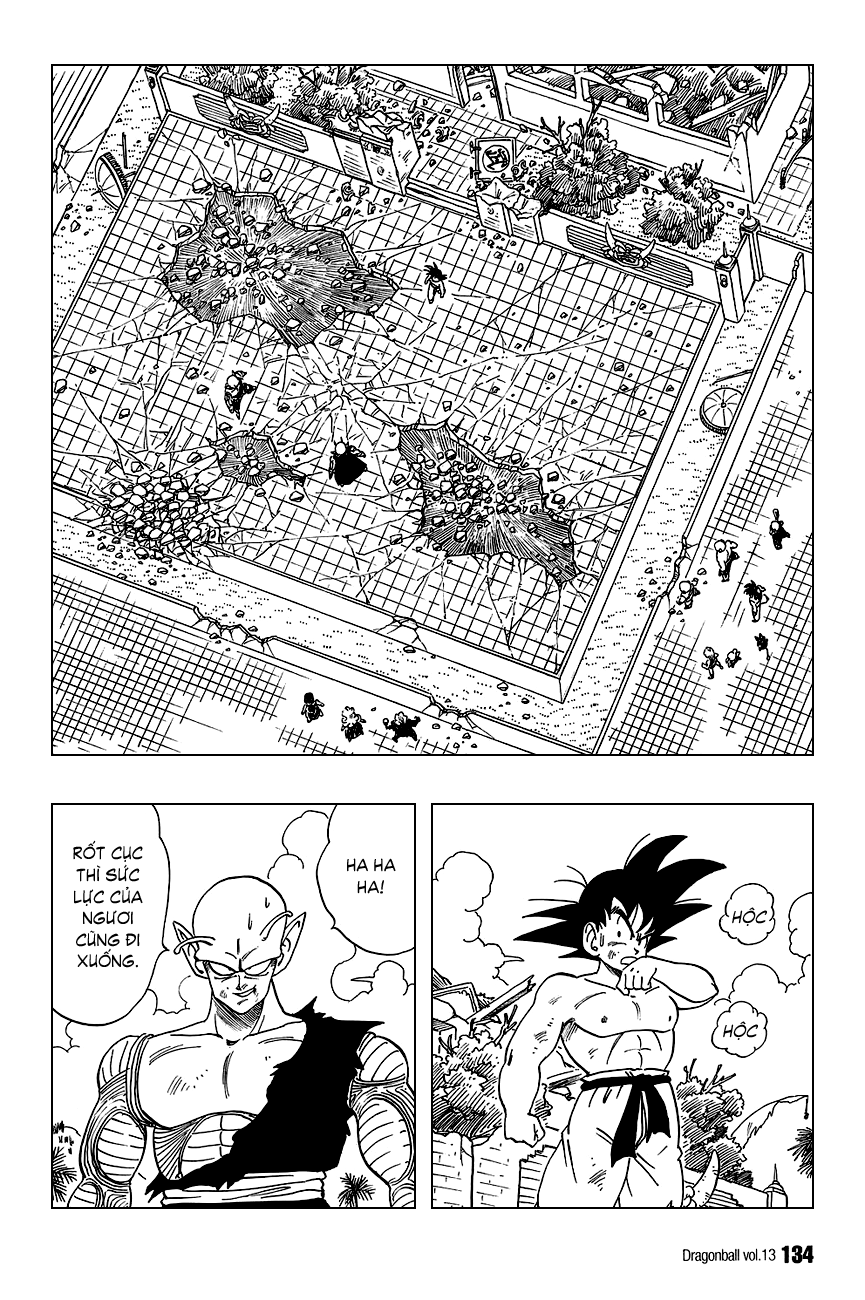 HA HA
HA!
RỐT CỤC
THÌ SỨC
LỰC CỦA
NGƯƠI
CŨNG ĐI
XUỐNG.
HỘC
HỘC
Dragonball vol.13 134